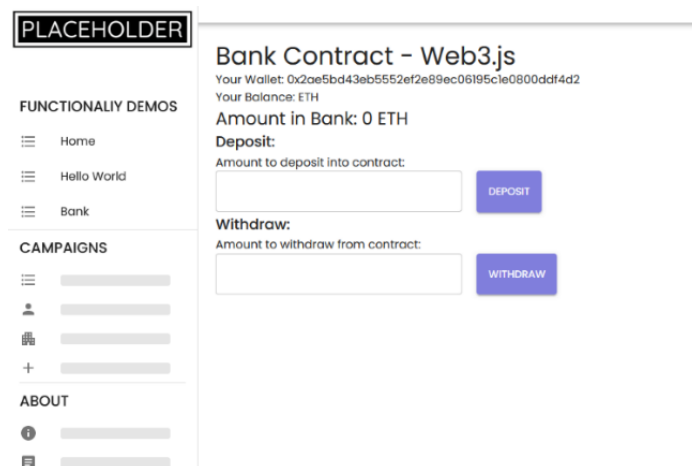 PLACEHOLDER
FUNCTIONALIY DEMOS
Home
Hello World
Bank
CAMPAIGNS
ABOUT
Bank Contract - Web3.js
Your Wallet: 0x2ae5bd43eb5552ef2e89ec06195c1e0800ddf4d2
Your Balance: ETH
Amount in Bank: 0 ETH
Deposit:
Amount to deposit into contract:
DEPOSIT
Withdraw:
Amount to withdraw from contract:
WITHDRAW